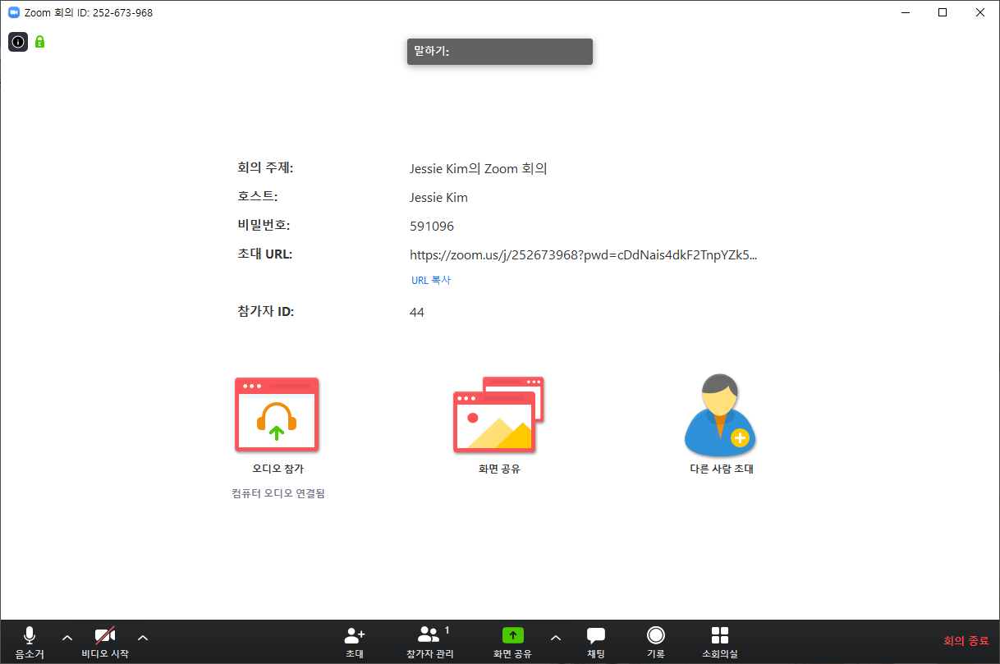 Zoom 회의 ID: 252-673-968
말하기:
회의 주제: Jessie Kim의 Zoom 회의
호스트: Jessie Kim
비밀번호: 591096
초대 URL: https://zoom.us/j/252673968?pwd=cDdNais4dkF2TnpYZk5...
URL 복사
참가자 ID: 44
오디오 참가 화면 공유 다른 사람 초대
컴퓨터 오디오 연결됨
음소거 비디오 시작 초대 참가자 관리 1 화면 공유 채팅 기록 소회의실 회의 종료